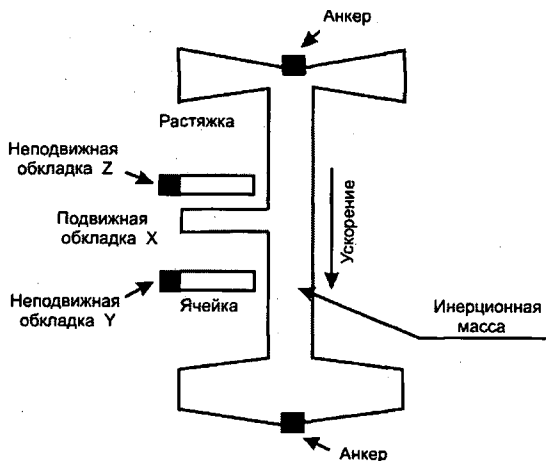 Анкер
Растяжка
Неподвижная
обкладка Z
Подвижная
обкладка X
Ускорение
Неподвижная
обкладка Y
Ячейка
Инерционная
масса
Анкер